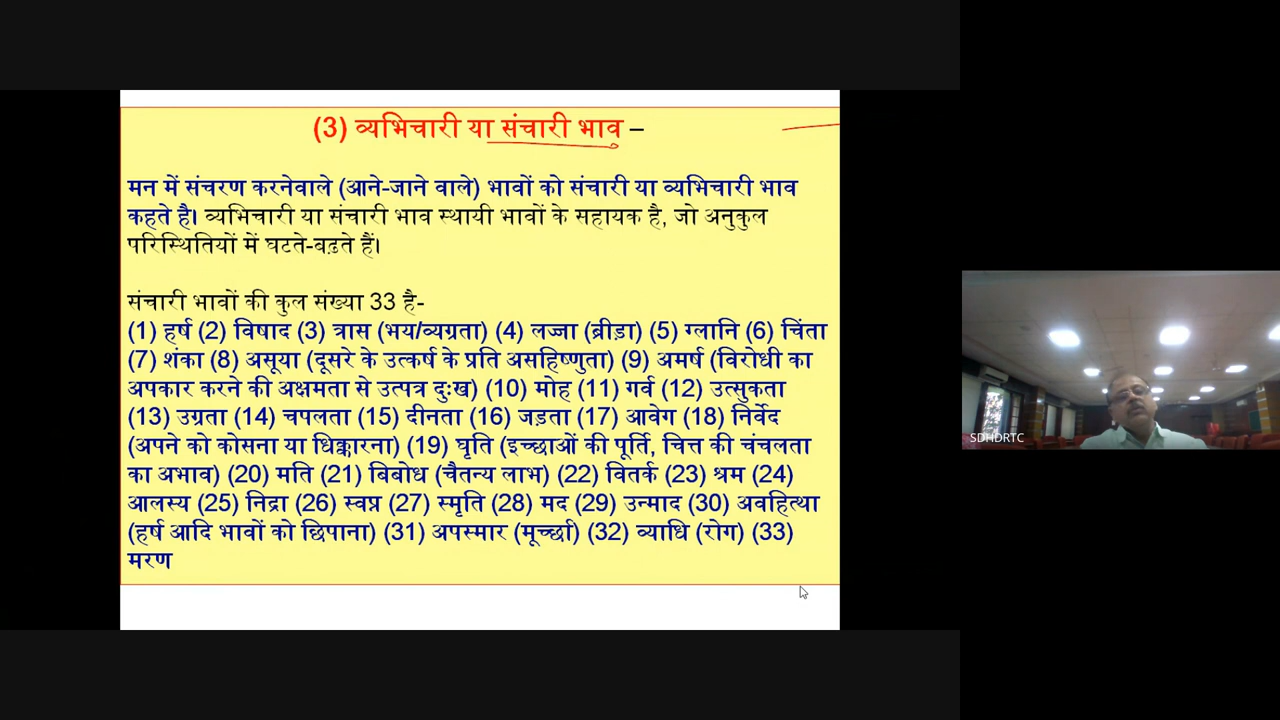 (3) व्यभिचारी या संचारी भाव –
मन में संचरण करनेवाले (आने-जाने वाले) भावों को संचारी या व्यभिचारी भाव
कहते है। व्यभिचारी या संचारी भाव स्थायी भावों के सहायक है, जो अनुकुल
परिस्थितियों में घटते-बढ़ते हैं।
संचारी भावों की कुल संख्या 33 है-
(1) हर्ष (2) विषाद (3) त्रास (भय/व्यग्रता) (4) लज्जा (ब्रीड़ा) (5) ग्लानि (6) चिंता
(7) शंका (8) असूया (दूसरे के उत्कर्ष के प्रति असहिष्णुता) (9) अमर्ष (विरोधी का
अपकार करने की अक्षमता से उत्पत्र दुःख) (10) मोह (11) गर्व (12) उत्सुकता
(13) उग्रता (14) चपलता (15) दीनता (16) जड़ता (17) आवेग (18) निर्वेद
(अपने को कोसना या धिक्कारना) (19) घृति (इच्छाओं की पूर्ति, चित्त की चंचलता
का अभाव) (20) मति (21) बिबोध (चैतन्य लाभ) (22) वितर्क (23) श्रम (24)
आलस्य (25) निद्रा (26) स्वप्न (27) स्मृति (28) मद (29) उन्माद (30) अवहित्था
(हर्ष आदि भावों को छिपाना) (31) अपस्मार (मूर्च्छा) (32) व्याधि (रोग) (33)
मरण
SDHDRTC